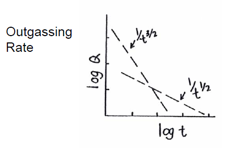 Outgassing
Rate
log Q
1/t^3/2
1/t^1/2
log t